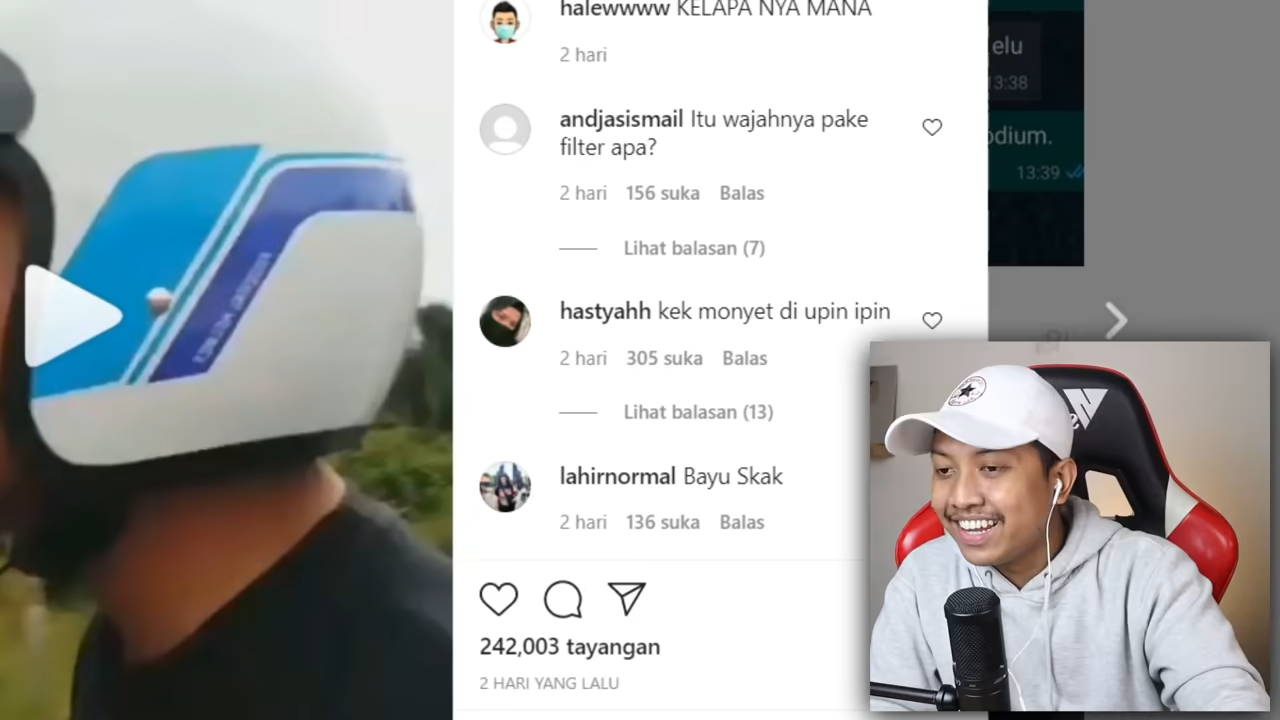 halewwww KELAPA NYA MANA
2 hari
andjasismail Itu wajahnya pake
filter apa?
2 hari 156 suka Balas
Lihat balasan (7)
hastyahh kek monyet di upin ipin
2 hari 305 suka Balas
Lihat balasan (13)
lahirnormal Bayu Skak
2 hari 136 suka Balas
242,003 tayangan
2 HARI YANG LALU
elu
13:38
odium.
13:39